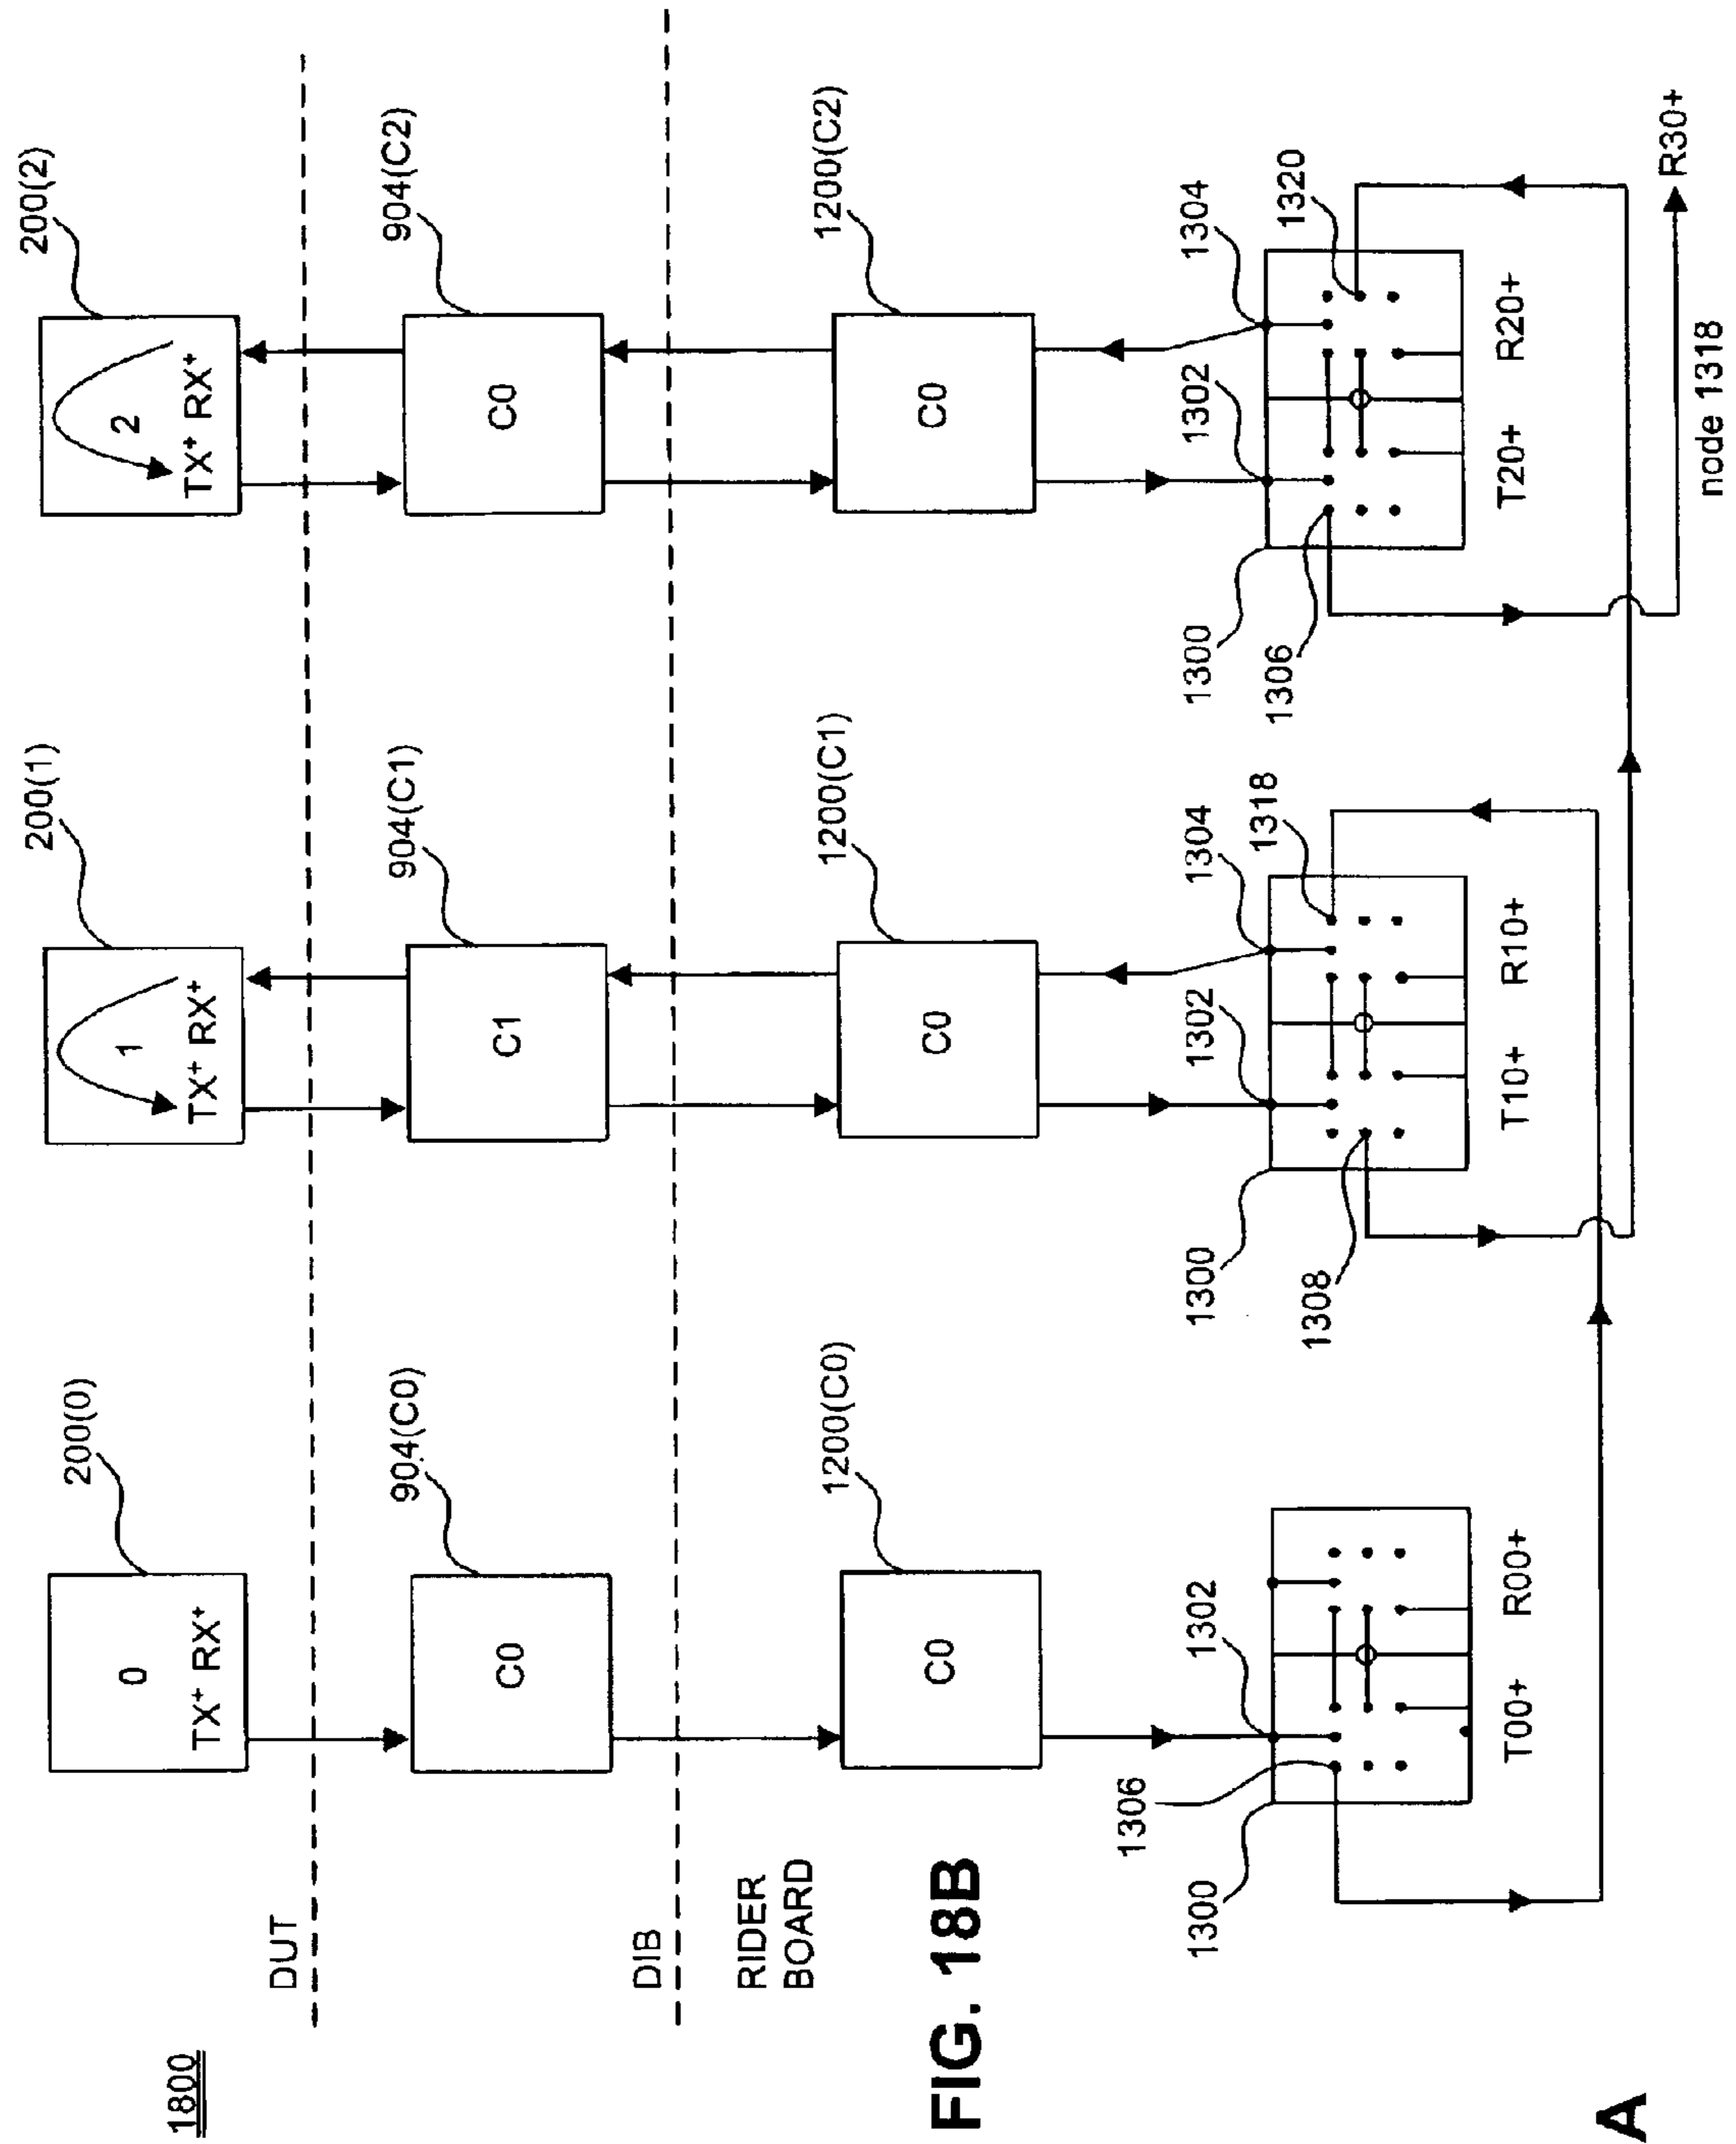 1800
200(0)
200(1)
200(2)
0
TX+ RX+
1
TX+ RX+
2
TX+ RX+
DUT
904(C0)
904(C1)
904(C2)
C0
C1
C0
DIB
RIDER
BOARD
1200(C0)
1200(C1)
1200(C2)
C0
C0
C0
FIG. 18B
1300
1306
1302
1300
1308
1302
1304
1318
1300
1306
1302
1304
1320
T00+ R00+
T10+ R10+
T20+ R20+
R30+
node 1318
A